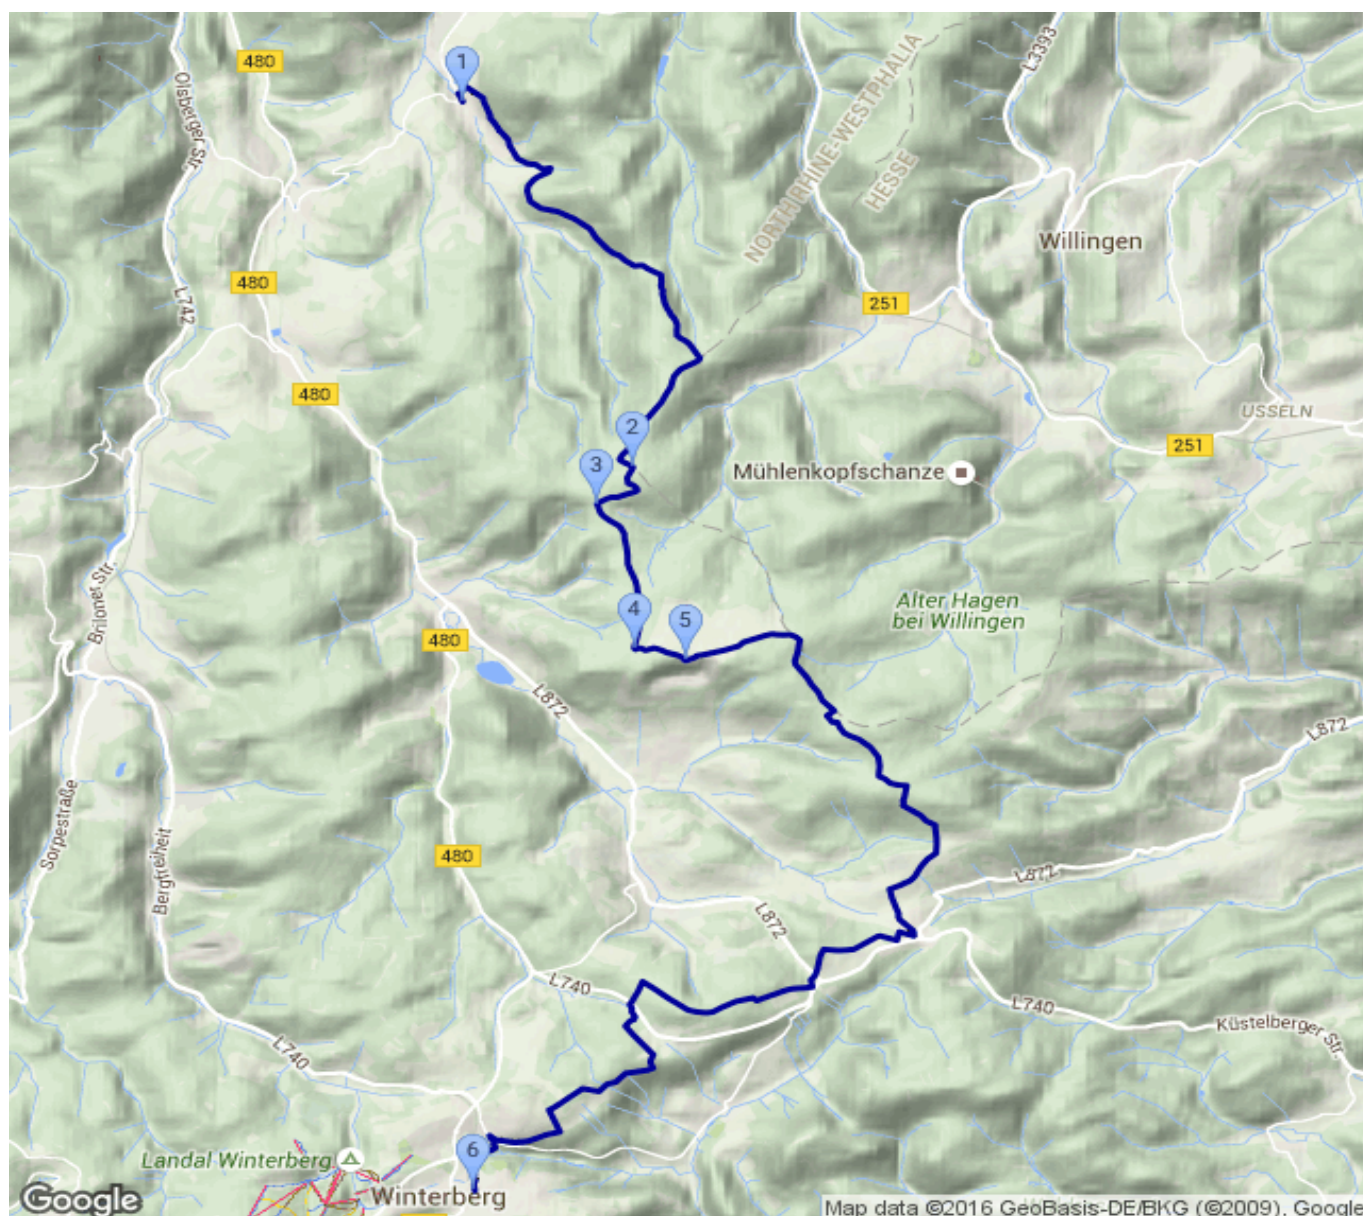 1
480
Olsberger Str.
L3393
NORTH RHINE-WESTPHALIA
HESSE
Willingen
480
L742
251
480
USSELN
2
251
3
Mühlenkopfschanze
Briloner Str.
4
5
Alter Hagen
bei Willingen
480
L872
L872
Sorpestraße
Bergfreiheit
480
L872
L872
L740
L740
Küstelberger Str.
L740
6
Landal Winterberg
Winterberg
Google
Map data ©2016 GeoBasis-DE/BKG (©2009), Google